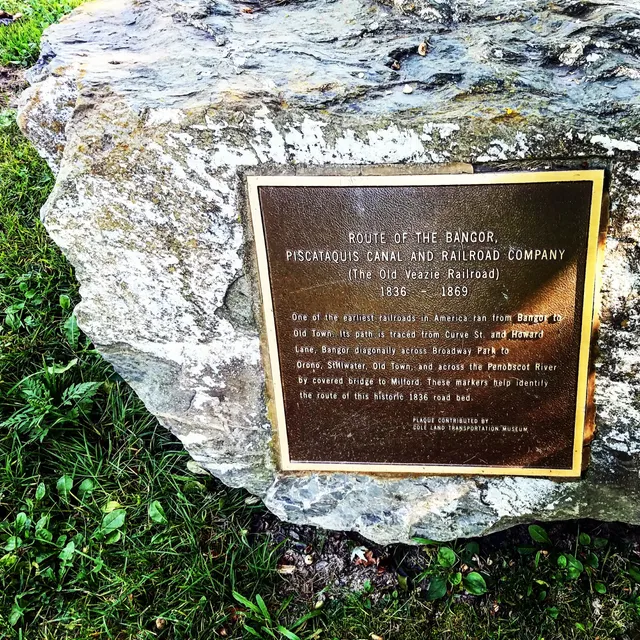 ROUTE OF THE BANGOR,
PISCATAQUIS CANAL AND RAILROAD COMPANY
(The Old Veazie Railroad)
1836 - 1869
One of the earliest railroads in America ran from Bangor to
Old Town. Its path is traced from Curve St. and Howard
Lane, Bangor diagonally across Broadway Park to
Orono, Stillwater, Old Town, and across the Penobscot River
by covered bridge to Milford. These markers help identify
the route of this historic 1836 road bed.
PLAQUE CONTRIBUTED BY
COLE LAND TRANSPORTATION MUSEUM